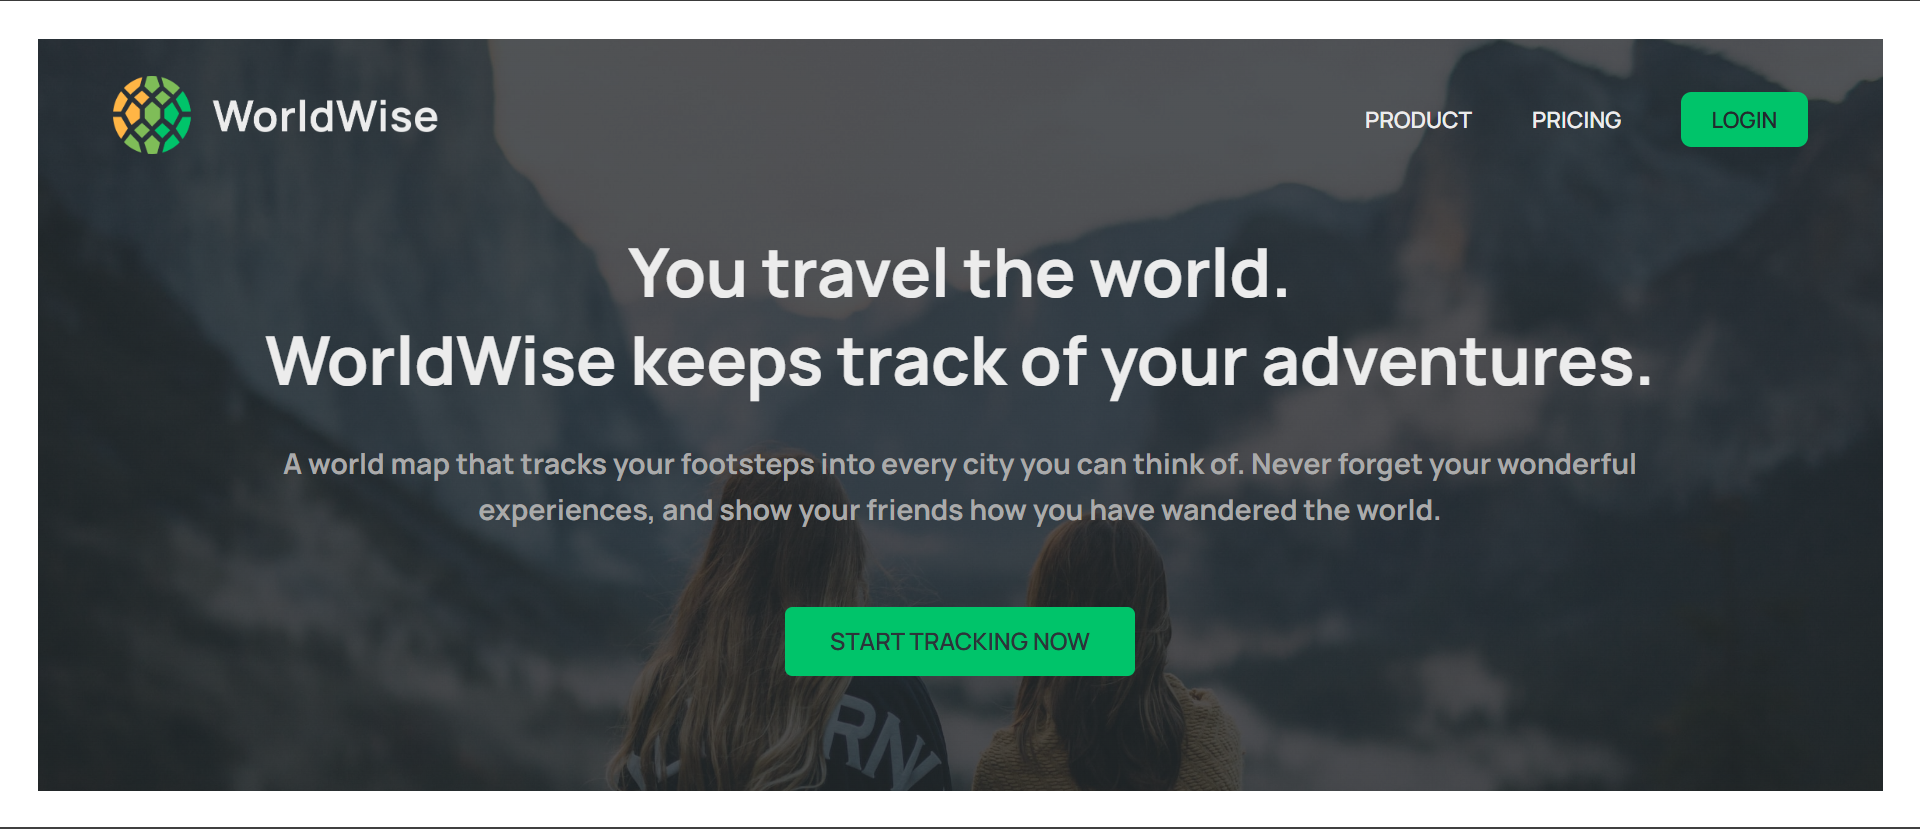 WorldWise
PRODUCT PRICING LOGIN
You travel the world.
WorldWise keeps track of your adventures.
A world map that tracks your footsteps into every city you can think of. Never forget your wonderful
experiences, and show your friends how you have wandered the world.
START TRACKING NOW